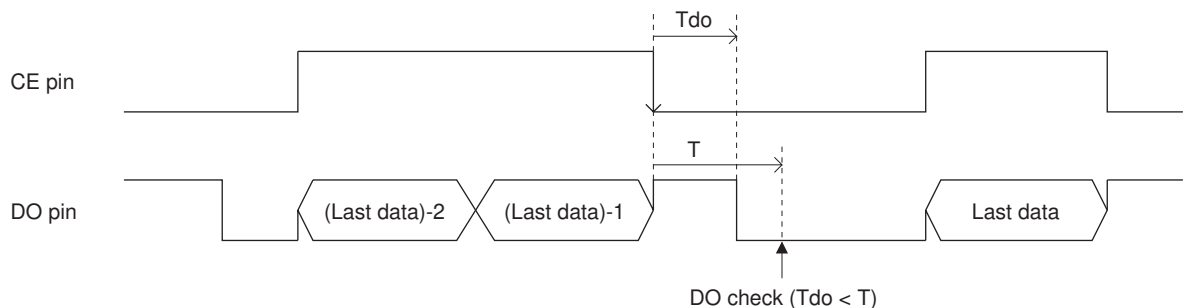 Tdo
CE pin
T
DO pin
(Last data)-2
(Last data)-1
Last data
DO check (Tdo < T)